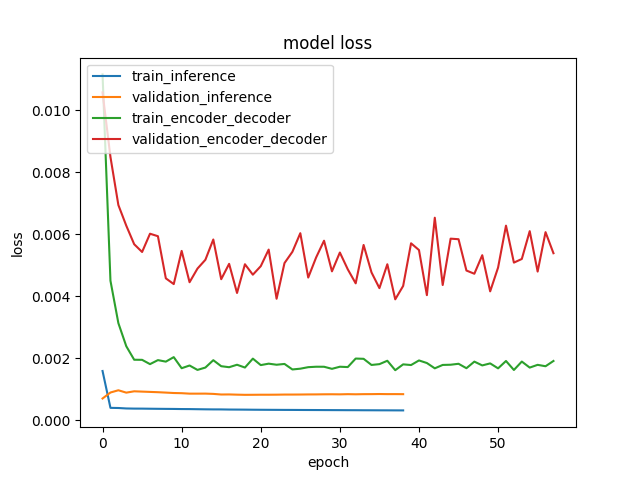 model loss
train_inference
validation_inference
train_encoder_decoder
validation_encoder_decoder
loss
0.010
0.008
0.006
0.004
0.002
0.000
0
10
20
30
40
50
epoch